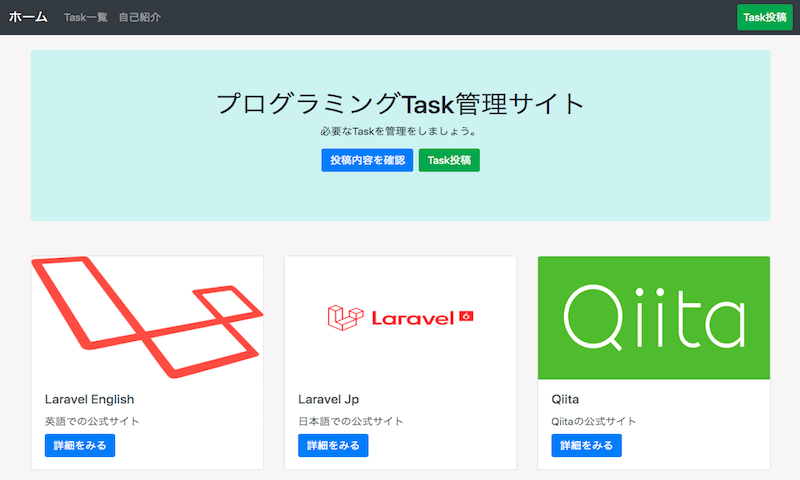 ホーム Task一覧 自己紹介 Task投稿
プログラミングTask管理サイト
必要なTaskを管理をしましょう。
投稿内容を確認 Task投稿
Laravel 6
Qiita
Laravel English
英語での公式サイト
詳細をみる
Laravel Jp
日本語での公式サイト
詳細をみる
Qiita
Qiitaの公式サイト
詳細をみる